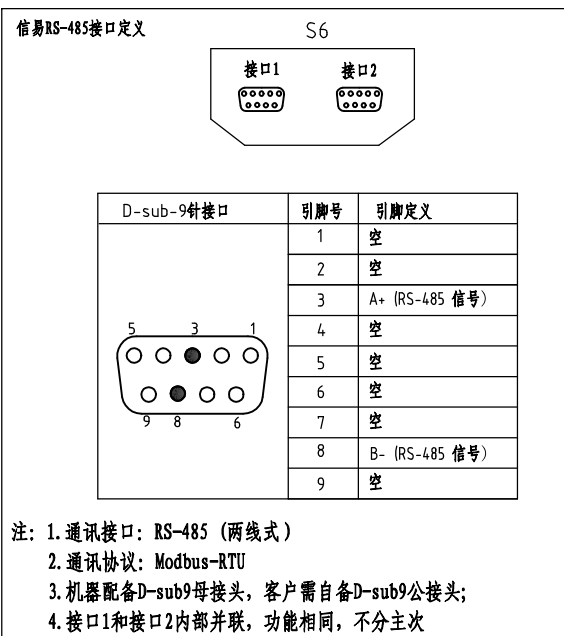 信易RS-485接口定义
S6
接口1 接口2
D-sub-9针接口 引脚号 引脚定义
1 空
2 空
3 A+ (RS-485 信号)
4 空
5 空
6 空
7 空
8 B- (RS-485 信号)
9 空
5 3 1
9 8 6
注: 1.通讯接口: RS-485 (两线式)
2.通讯协议: Modbus-RTU
3.机器配备D-sub9母接头, 客户需自备D-sub9公接头;
4.接口1和接口2内部并联, 功能相同, 不分主次